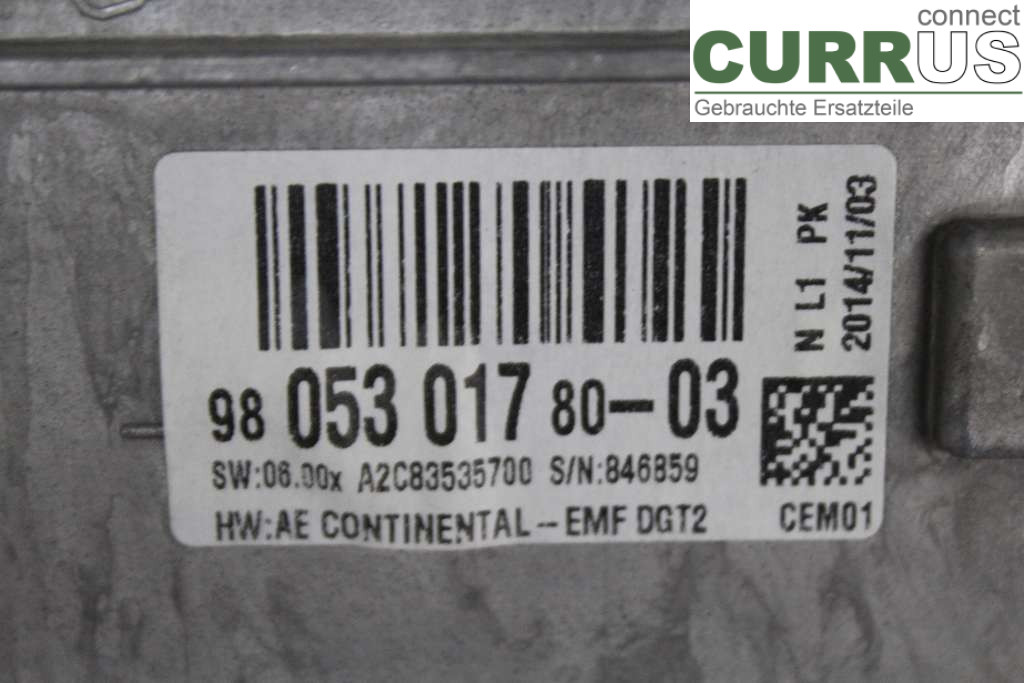 connect
CURRUS
Gebrauchte Ersatzteile
N L1 PK
2014/11/03
98 053 017 80-03
SW:06.00x A2C83535700 S/N:846859
HW:AE CONTINENTAL-EMF DGT2 CEM01